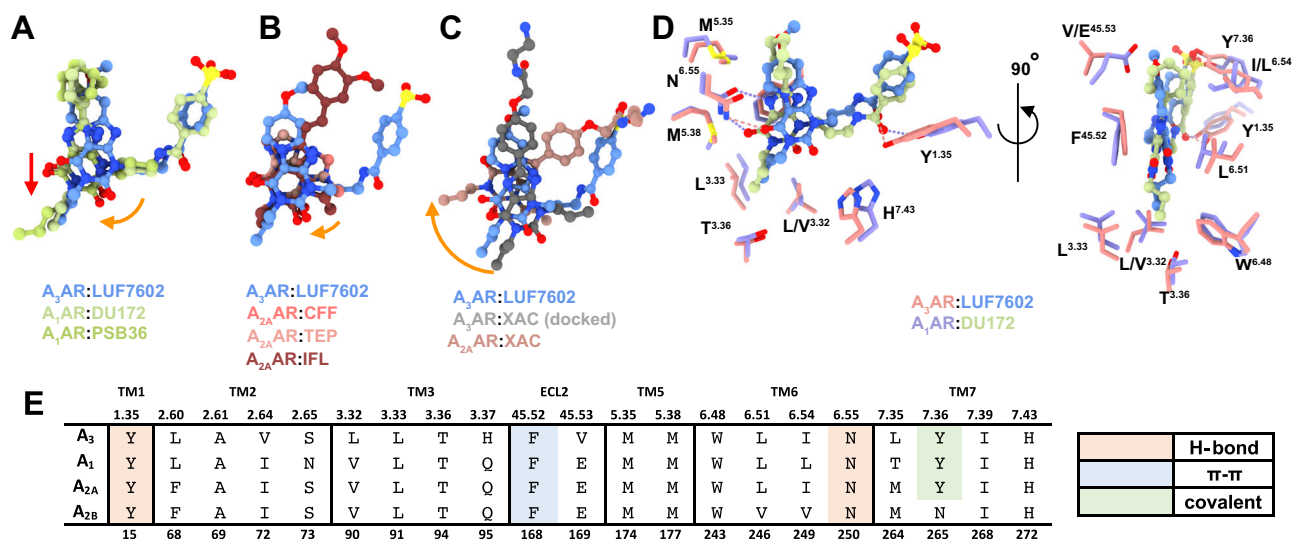 A
A₃AR:LUF7602
A₁AR:DU172
A₁AR:PSB36
B
A₃AR:LUF7602
A₂ₐAR:CFF
A₂ₐAR:TEP
A₂ₐAR:IFL
C
A₃AR:LUF7602
A₃AR:XAC (docked)
A₂ₐAR:XAC
D
M⁵·³⁵
N⁶·⁵⁵
M⁵·³⁸
L³·³³
T³·³⁶
L/V³·³²
H⁷·⁴³
Y¹·³⁵
90°
V/E⁴⁵·⁵³
Y⁷·³⁶
I/L⁶·⁵⁴
F⁴⁵·⁵²
Y¹·³⁵
L⁶·⁵¹
L³·³³
L/V³·³²
T³·³⁶
W⁶·⁴⁸
A₃AR:LUF7602
A₁AR:DU172
E
TM1 TM2 TM3 ECL2 TM5 TM6 TM7
1.35 2.60 2.61 2.64 2.65 3.32 3.33 3.36 3.37 45.52 45.53 5.35 5.38 6.48 6.51 6.54 6.55 7.35 7.36 7.39 7.43
A₃ Y L A V S L L T H F V M M W L I N L Y I H
A₁ Y L A I N V L T Q F E M M W L L N T Y I H
A₂ₐ Y F A I S V L T Q F E M M W L I N M Y I H
A₂B Y F A I S V L T Q F E M M W V V N M N I H
15 68 69 72 73 90 91 94 95 168 169 174 177 243 246 249 250 264 265 268 272
H-bond
π-π
covalent